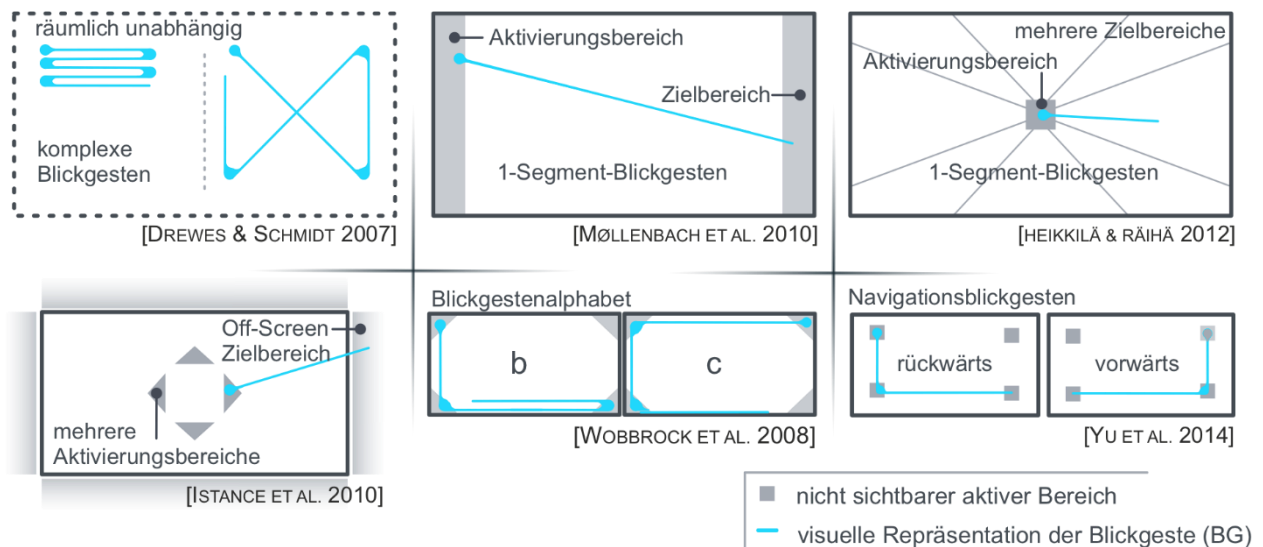 räumlich unabhängig
komplexe
Blickgesten
[DREWES & SCHMIDT 2007]
Aktivierungsbereich
Zielbereich
1-Segment-Blickgesten
[MØLLENBACH ET AL. 2010]
mehrere Zielbereiche
Aktivierungsbereich
1-Segment-Blickgesten
[HEIKKILÄ & RÄIHÄ 2012]
Off-Screen
Zielbereich
mehrere
Aktivierungsbereiche
[ISTANCE ET AL. 2010]
Blickgestenalphabet
b
c
[WOBBROCK ET AL. 2008]
Navigationsblickgesten
rückwärts
vorwärts
[YU ET AL. 2014]
nicht sichtbarer aktiver Bereich
visuelle Repräsentation der Blickgeste (BG)